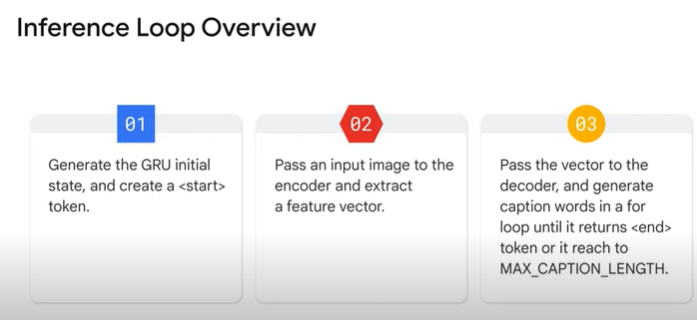 Inference Loop Overview
01
Generate the GRU initial
state, and create a <start>
token.
02
Pass an input image to the
encoder and extract
a feature vector.
03
Pass the vector to the
decoder, and generate
caption words in a for
loop until it returns <end>
token or it reach to
MAX_CAPTION_LENGTH.